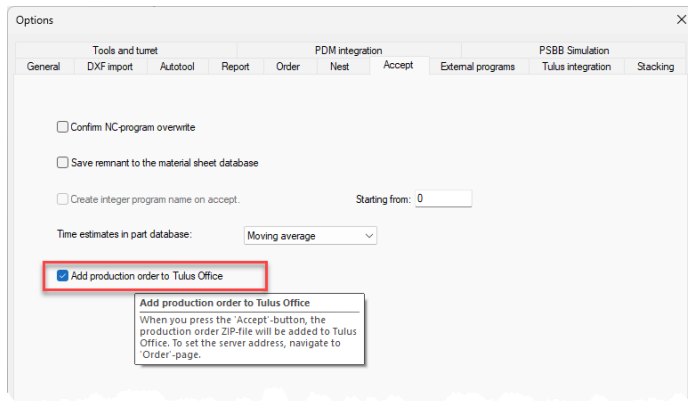 Options
Tools and turret PDM integration PSBB Simulation
General DXF import Autotool Report Order Nest Accept External programs Tulus integration Stacking
Confirm NC-program overwrite
Save remnant to the material sheet database
Create integer program name on accept. Starting from: 0
Time estimates in part database: Moving average
Add production order to Tulus Office
Add production order to Tulus Office
When you press the 'Accept'-button, the
production order ZIP-file will be added to Tulus
Office. To set the server address, navigate to
'Order'-page.